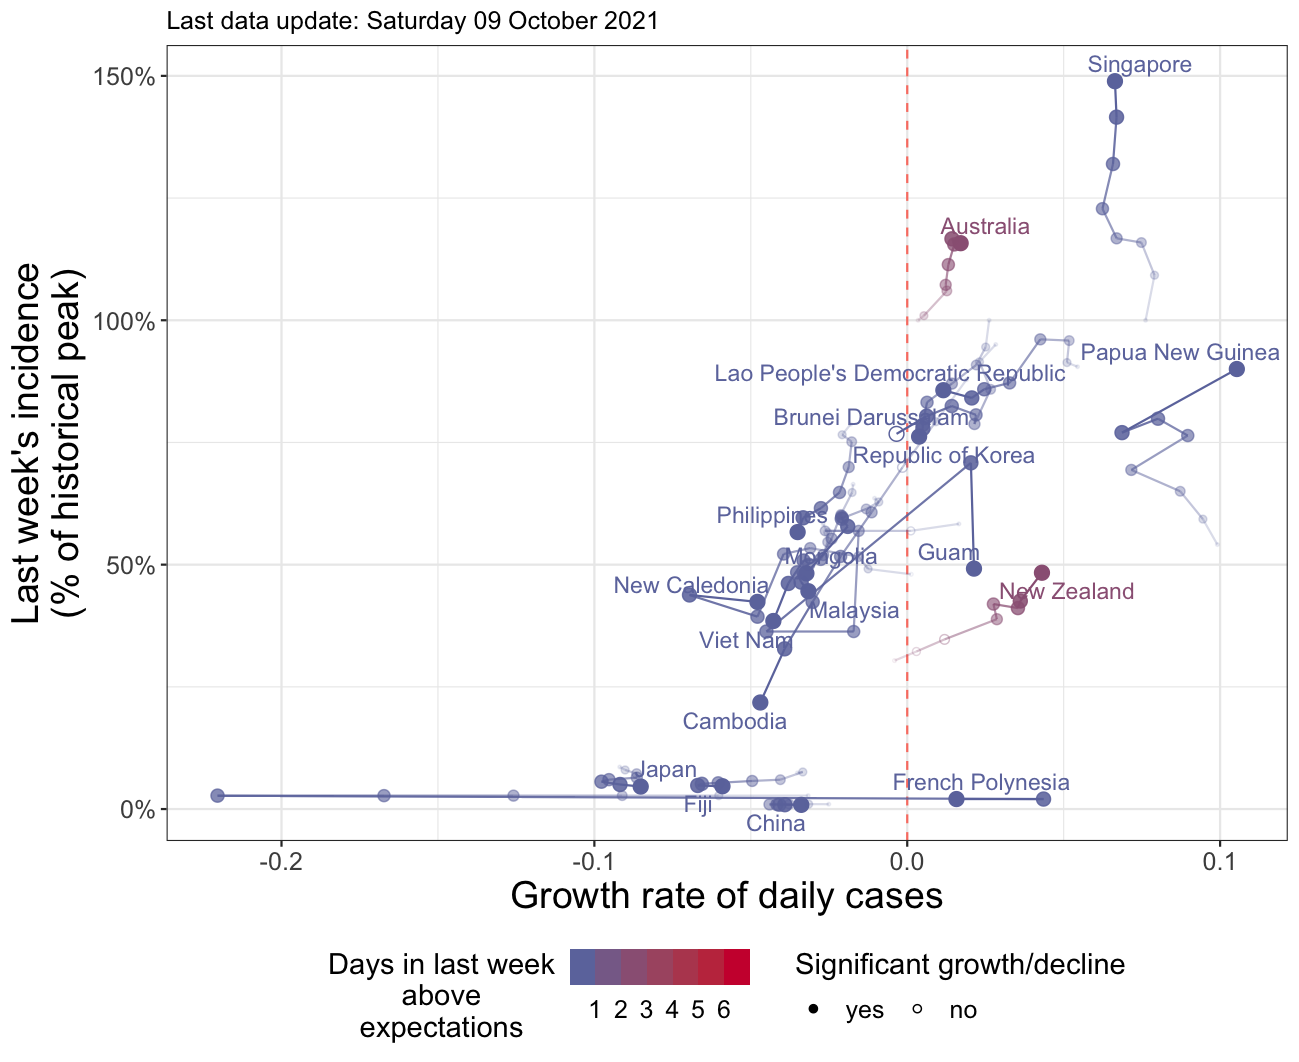 Last data update: Saturday 09 October 2021
Last week's incidence
(% of historical peak)
150%
100%
50%
0%
Singapore
Australia
Papua New Guinea
Lao People's Democratic Republic
Brunei Darussalam
Republic of Korea
Philippines
Mongolia
Guam
New Caledonia
New Zealand
Malaysia
Viet Nam
Cambodia
Japan
French Polynesia
Fiji
China
-0.2
-0.1
0.0
0.1
Growth rate of daily cases
Days in last week
above
expectations
1 2 3 4 5 6
Significant growth/decline
yes
no